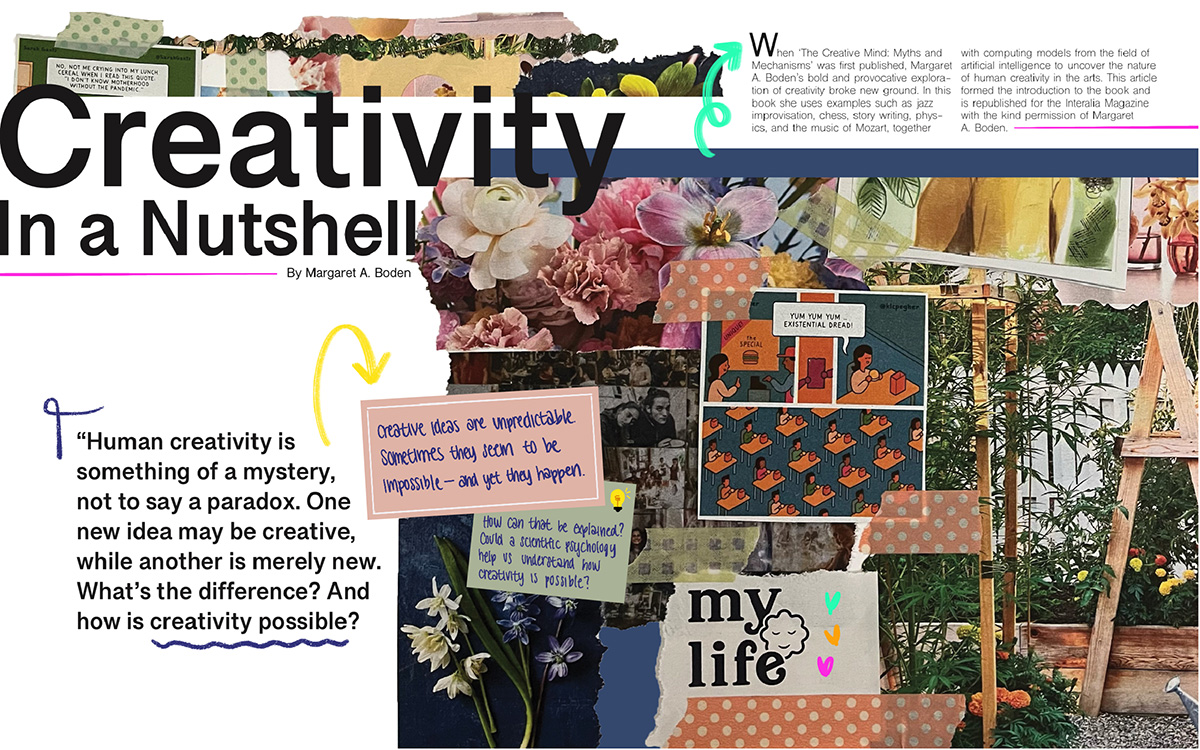 Sarah Kaati
@SarahKaati
NO, NOT ME CRYING INTO MY LUNCH
CEREAL WHEN I READ THIS QUOTE:
"I DON'T KNOW MOTHERHOOD
WITHOUT THE PANDEMIC."
Creativity
In a Nutshell
By Margaret A. Boden
When ‘The Creative Mind: Myths and
Mechanisms’ was first published, Margaret
A. Boden’s bold and provocative explora-
tion of creativity broke new ground. In this
book she uses examples such as jazz
improvisation, chess, story writing, phys-
ics, and the music of Mozart, together
with computing models from the field of
artificial intelligence to uncover the nature
of human creativity in the arts. This article
formed the introduction to the book and
is republished for the Interalia Magazine
with the kind permission of Margaret
A. Boden.
“Human creativity is
something of a mystery,
not to say a paradox. One
new idea may be creative,
while another is merely new.
What’s the difference? And
how is creativity possible?
Creative ideas are unpredictable.
Sometimes they seem to be
impossible — and yet they happen.
How can that be explained?
Could a scientific psychology
help us understand how
creativity is possible?
YUM YUM YUM ..
EXISTENTIAL DREAD!
the
SPECIAL
my
life